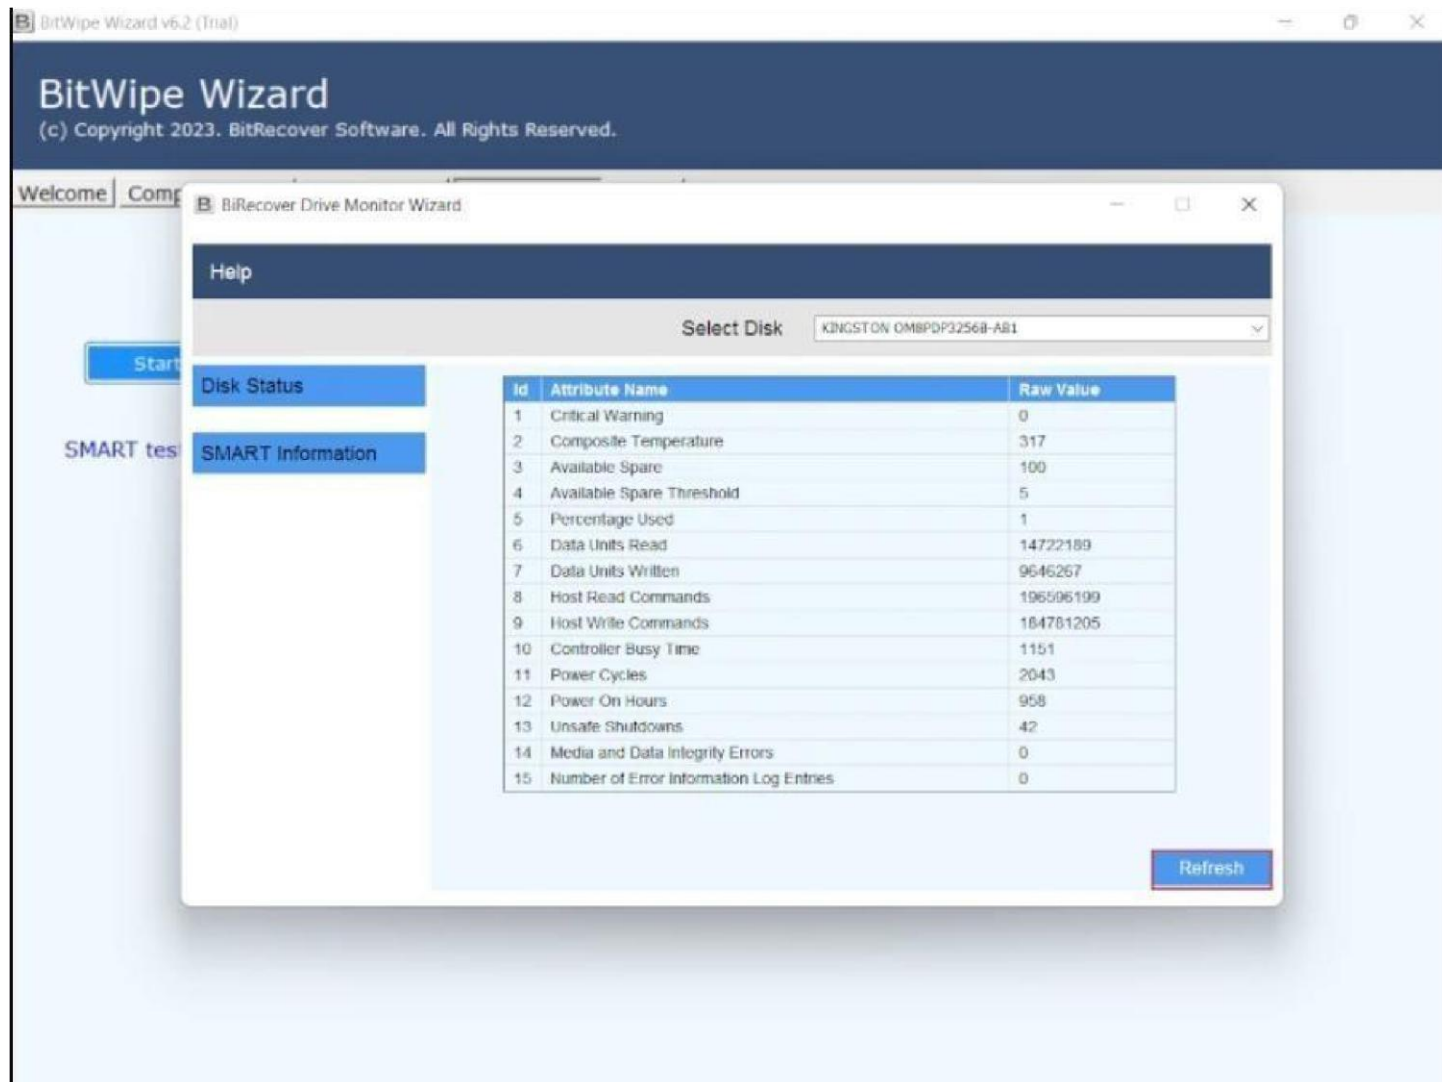 BitWipe Wizard v6.2 (Trial)
BitWipe Wizard
(c) Copyright 2023. BitRecover Software. All Rights Reserved.
Welcome
BiRecover Drive Monitor Wizard
Help
Select Disk KINGSTON OM8PDP3256B-AB1
Start
Disk Status
SMART
SMART Information
Id Attribute Name Raw Value
1 Critical Warning 0
2 Composite Temperature 317
3 Available Spare 100
4 Available Spare Threshold 5
5 Percentage Used 1
6 Data Units Read 14722189
7 Data Units Written 9646267
8 Host Read Commands 196596199
9 Host Write Commands 184781205
10 Controller Busy Time 1151
11 Power Cycles 2043
12 Power On Hours 958
13 Unsafe Shutdowns 42
14 Media and Data Integrity Errors 0
15 Number of Error Information Log Entries 0
Refresh